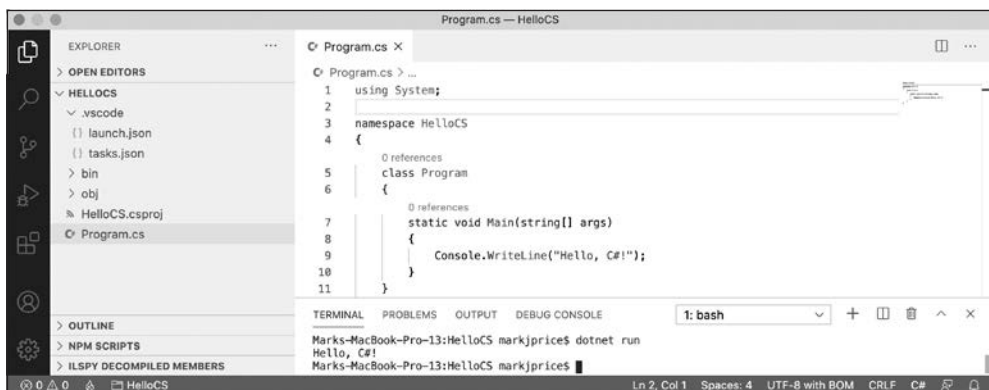 Program.cs — HelloCS
EXPLORER
OPEN EDITORS
HELLOCS
.vscode
{} launch.json
{} tasks.json
bin
obj
HelloCS.csproj
C# Program.cs
OUTLINE
NPM SCRIPTS
ILSPY DECOMPILED MEMBERS
C# Program.cs
C# Program.cs > ...
1 using System;
2
3 namespace HelloCS
4 {
0 references
5 class Program
6 {
0 references
7 static void Main(string[] args)
8 {
9 Console.WriteLine("Hello, C#!");
10 }
11 }
TERMINAL PROBLEMS OUTPUT DEBUG CONSOLE 1: bash
Marks-MacBook-Pro-13:HelloCS markjprice$ dotnet run
Hello, C#!
Marks-MacBook-Pro-13:HelloCS markjprice$
0 0 HelloCS Ln 2, Col 1 Spaces: 4 UTF-8 with BOM CRLF C#